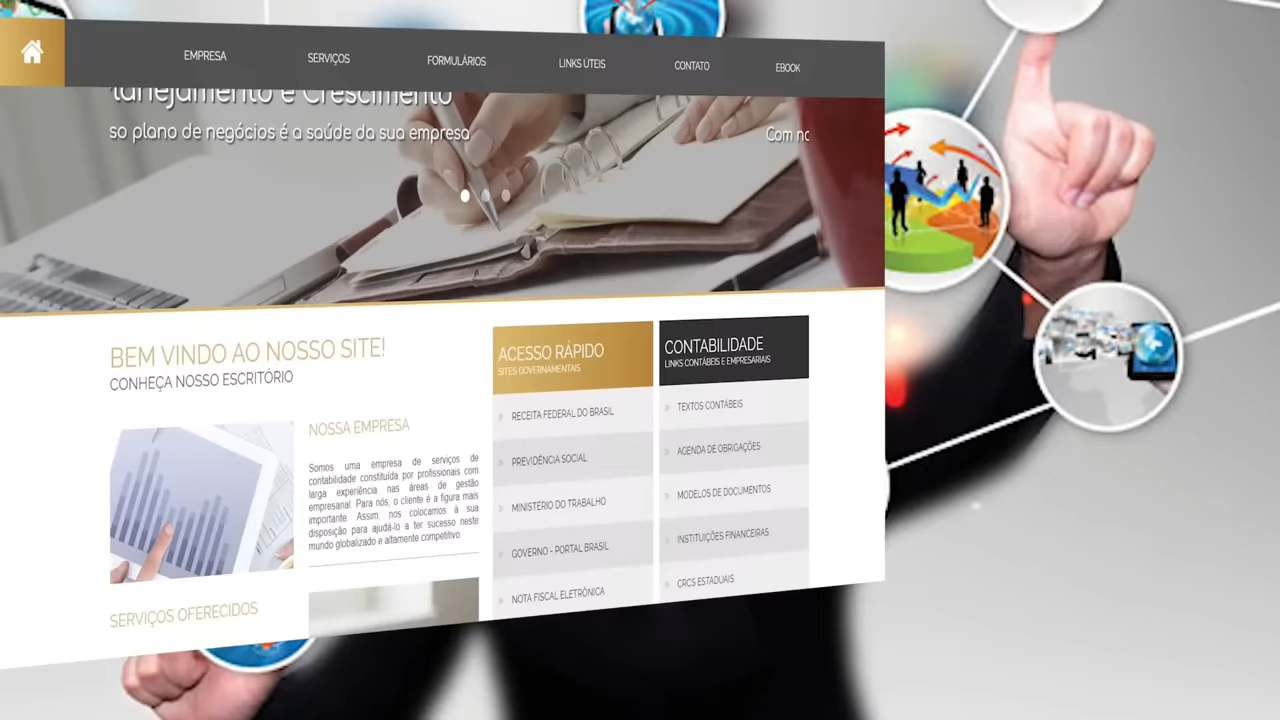 EMPRESA
SERVIÇOS
FORMULÁRIOS
LINKS ÚTEIS
CONTATO
EBOOK
e Crescimento
so plano de negócios é a saúde da sua empresa
Com
BEM VINDO AO NOSSO SITE!
CONHEÇA NOSSO ESCRITÓRIO
NOSSA EMPRESA
Somos uma empresa de serviços de
contabilidade constituída por profissionais com
larga experiência nas áreas de gestão
empresarial. Para nós, o cliente é a figura mais
importante Assim, nos colocamos à sua
disposição para ajudá-lo a ter sucesso neste
mundo globalizado e altamente competitivo.
SERVIÇOS OFERECIDOS
ACESSO RÁPIDO
SITES GOVERNAMENTAIS
RECEITA FEDERAL DO BRASIL
PREVIDÊNCIA SOCIAL
MINISTÉRIO DO TRABALHO
GOVERNO - PORTAL BRASIL
NOTA FISCAL ELETRÔNICA
CONTABILIDADE
LINKS CONTÁBEIS E EMPRESARIAIS
TEXTOS CONTÁBEIS
AGENDA DE OBRIGAÇÕES
MODELOS DE DOCUMENTOS
INSTITUIÇÕES FINANCEIRAS
CRCS ESTADUAIS